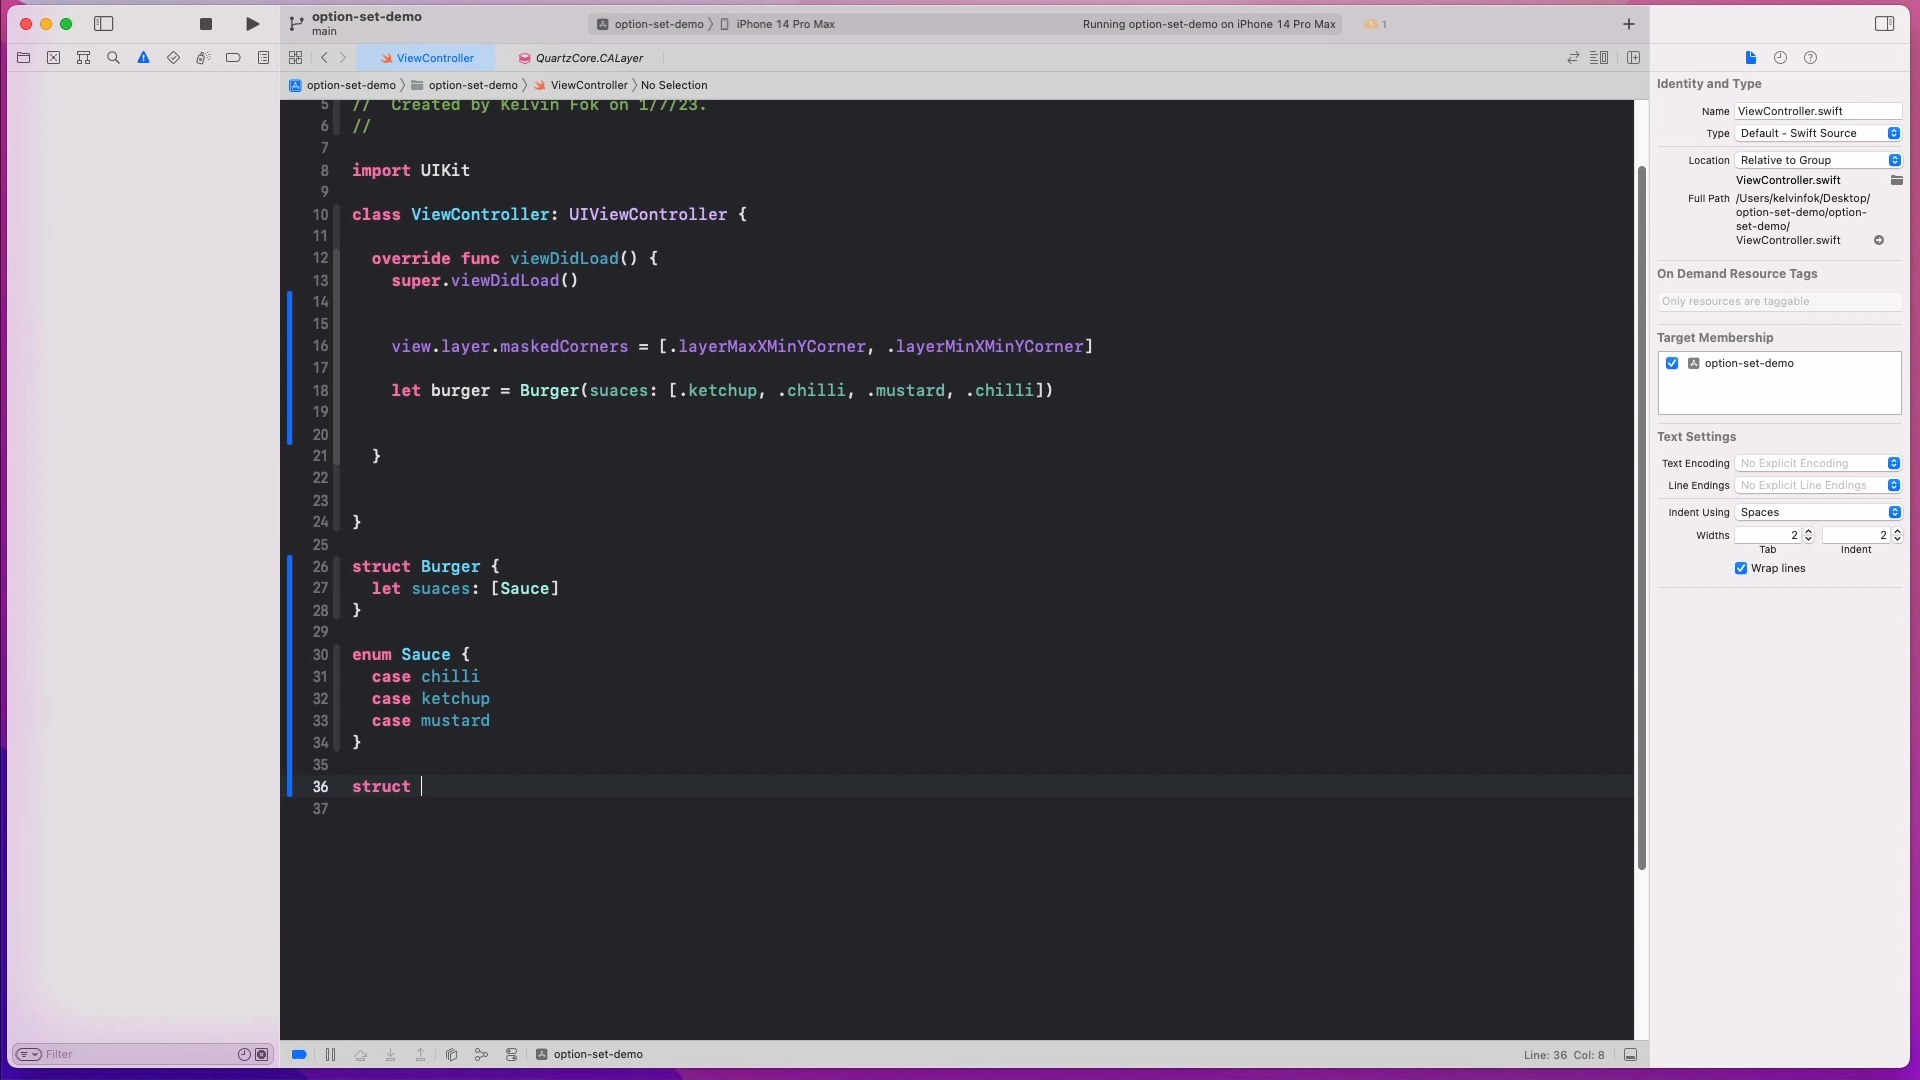 option-set-demo
main
option-set-demo 〉 iPhone 14 Pro Max
Running option-set-demo on iPhone 14 Pro Max
1
ViewController
QuartzCore.CALayer
option-set-demo 〉 option-set-demo 〉 ViewController 〉 No Selection
5 //  Created by Kelvin Fok on 1/7/23.
6 //
7
8 import UIKit
9
10 class ViewController: UIViewController {
11
12   override func viewDidLoad() {
13     super.viewDidLoad()
14
15
16     view.layer.maskedCorners = [.layerMaxXMinYCorner, .layerMinXMinYCorner]
17
18     let burger = Burger(suaces: [.ketchup, .chilli, .mustard, .chilli])
19
20
21   }
22
23
24 }
25
26 struct Burger {
27   let suaces: [Sauce]
28 }
29
30 enum Sauce {
31   case chilli
32   case ketchup
33   case mustard
34 }
35
36 struct
37
Filter
option-set-demo
Line: 36 Col: 8
Identity and Type
Name ViewController.swift
Type Default - Swift Source
Location Relative to Group
ViewController.swift
Full Path /Users/kelvinfok/Desktop/
option-set-demo/option-
set-demo/
ViewController.swift
On Demand Resource Tags
Only resources are taggable
Target Membership
option-set-demo
Text Settings
Text Encoding No Explicit Encoding
Line Endings No Explicit Line Endings
Indent Using Spaces
Widths 2 2
Tab Indent
Wrap lines